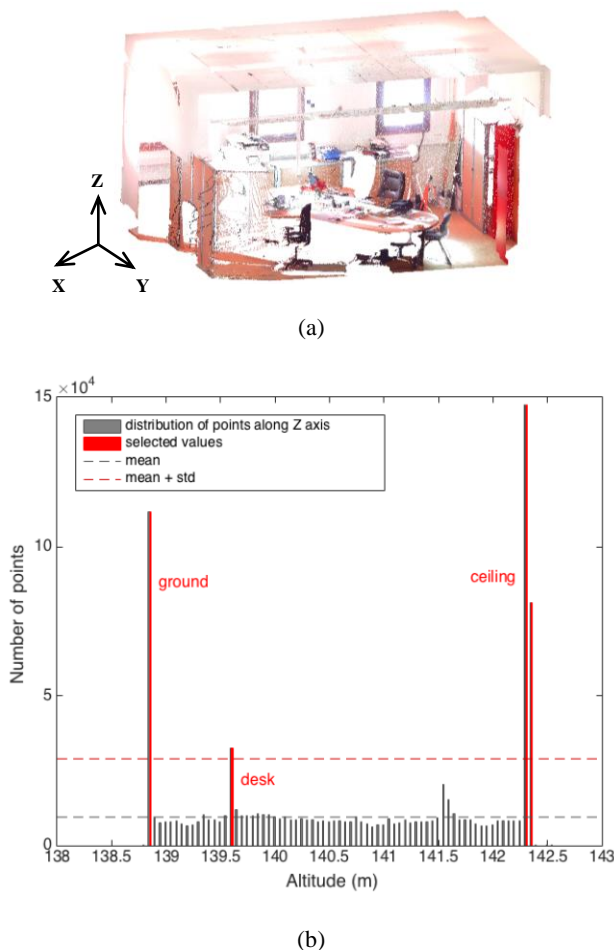 Z
X Y
(a)
×10^4
15
10
5
0
Number of points
distribution of points along Z axis
selected values
mean
mean + std
ground
desk
ceiling
138 138.5 139 139.5 140 140.5 141 141.5 142 142.5 143
Altitude (m)
(b)